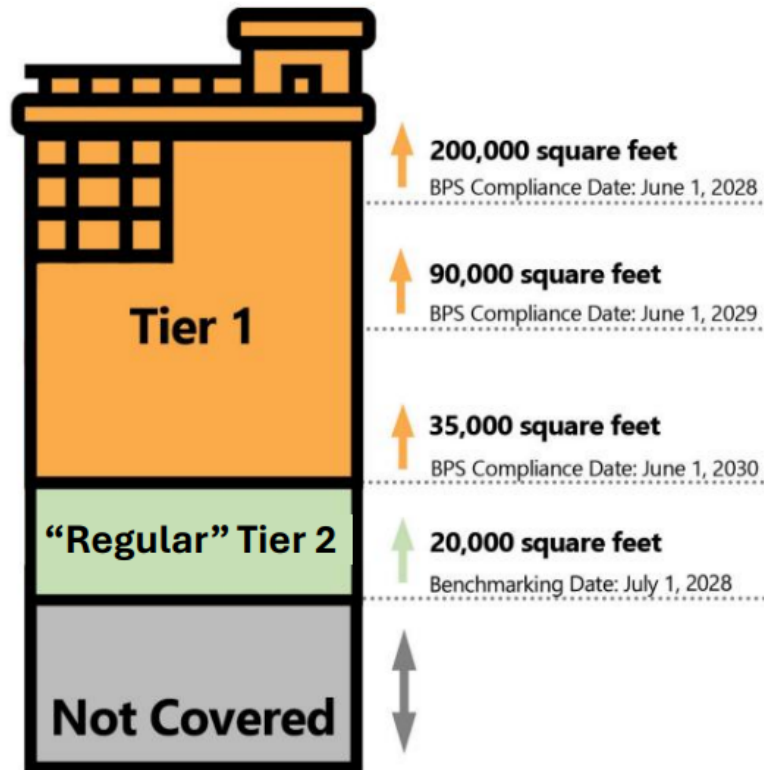 200,000 square feet
BPS Compliance Date: June 1, 2028
90,000 square feet
BPS Compliance Date: June 1, 2029
Tier 1
35,000 square feet
BPS Compliance Date: June 1, 2030
“Regular” Tier 2
20,000 square feet
Benchmarking Date: July 1, 2028
Not Covered